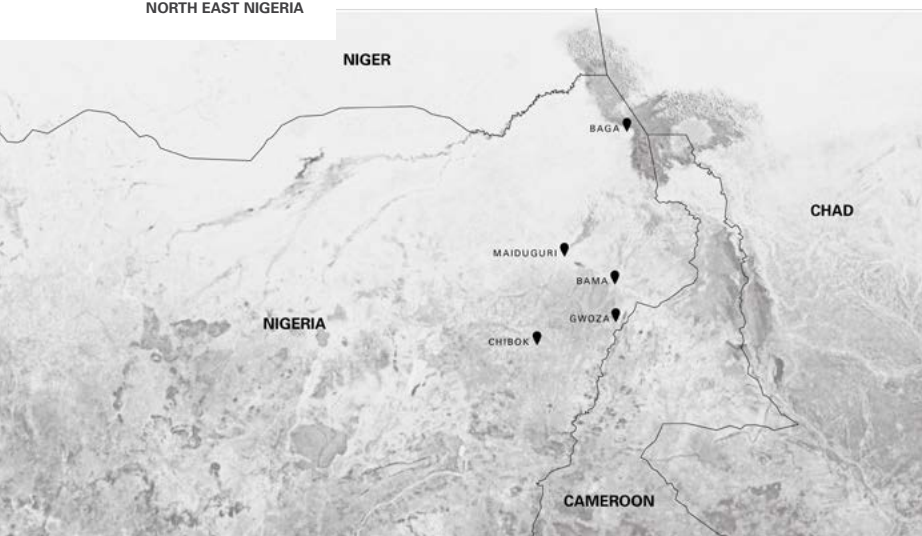 NORTH EAST NIGERIA
NIGER
BAGA
CHAD
MAIDUGURI
BAMA
GWOZA
NIGERIA
CHIBOK
CAMEROON